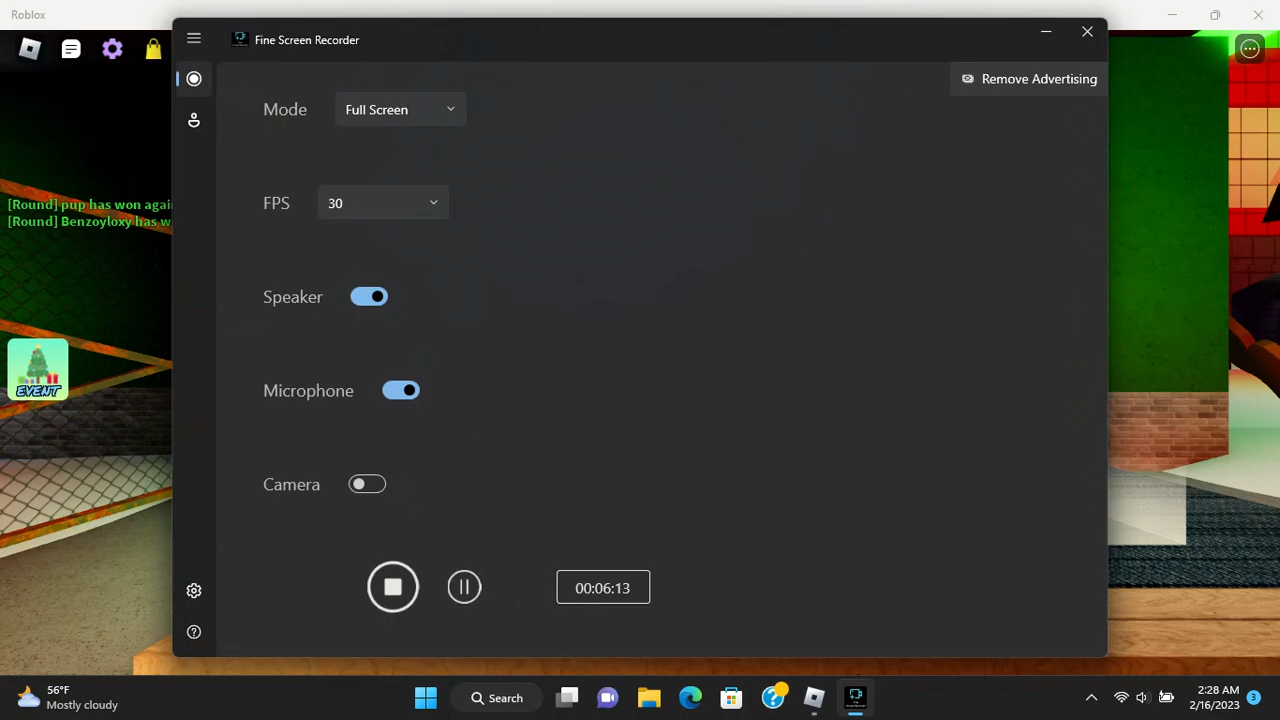 Roblox
Fine Screen Recorder
Remove Advertising
Mode
Full Screen
FPS
30
[Round] pup has won agai
[Round] Benzoyloxy has w
Speaker
Microphone
EVENT
Camera
00:06:13
56°F
Mostly cloudy
Search
2:28 AM
2/16/2023
3